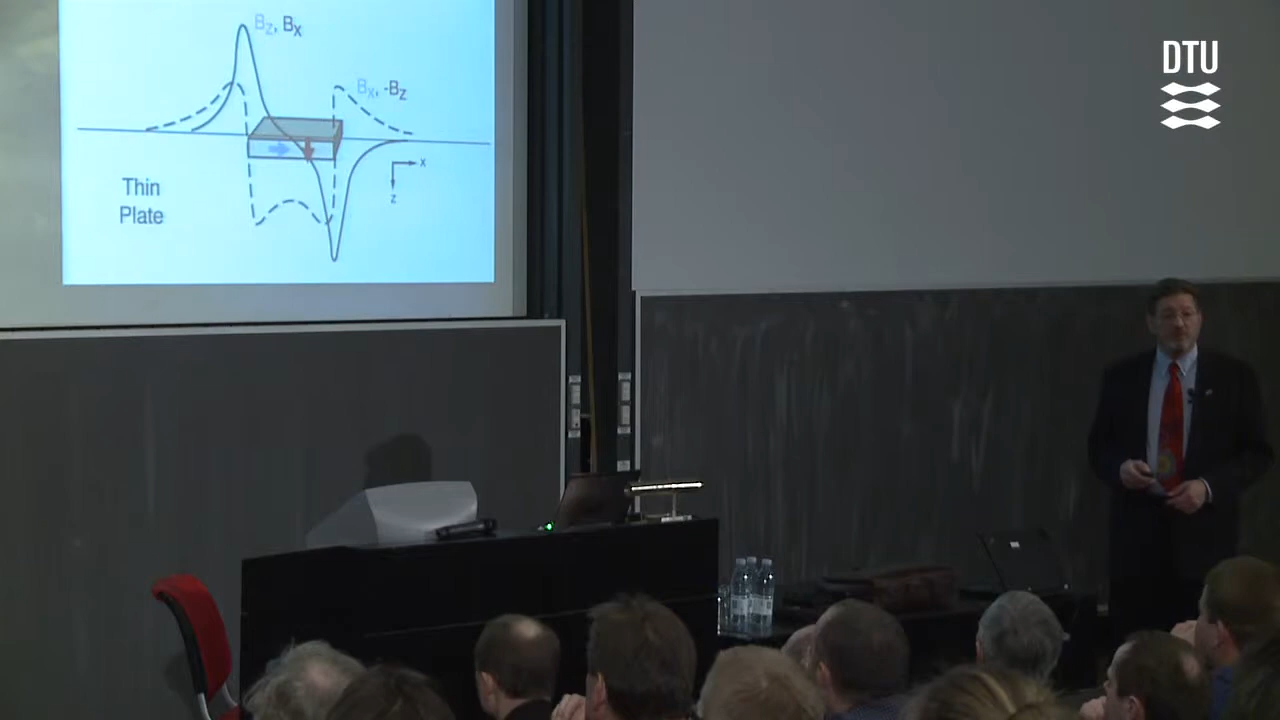 Bz, Bx
Bx, -Bz
x
z
Thin
Plate
DTU